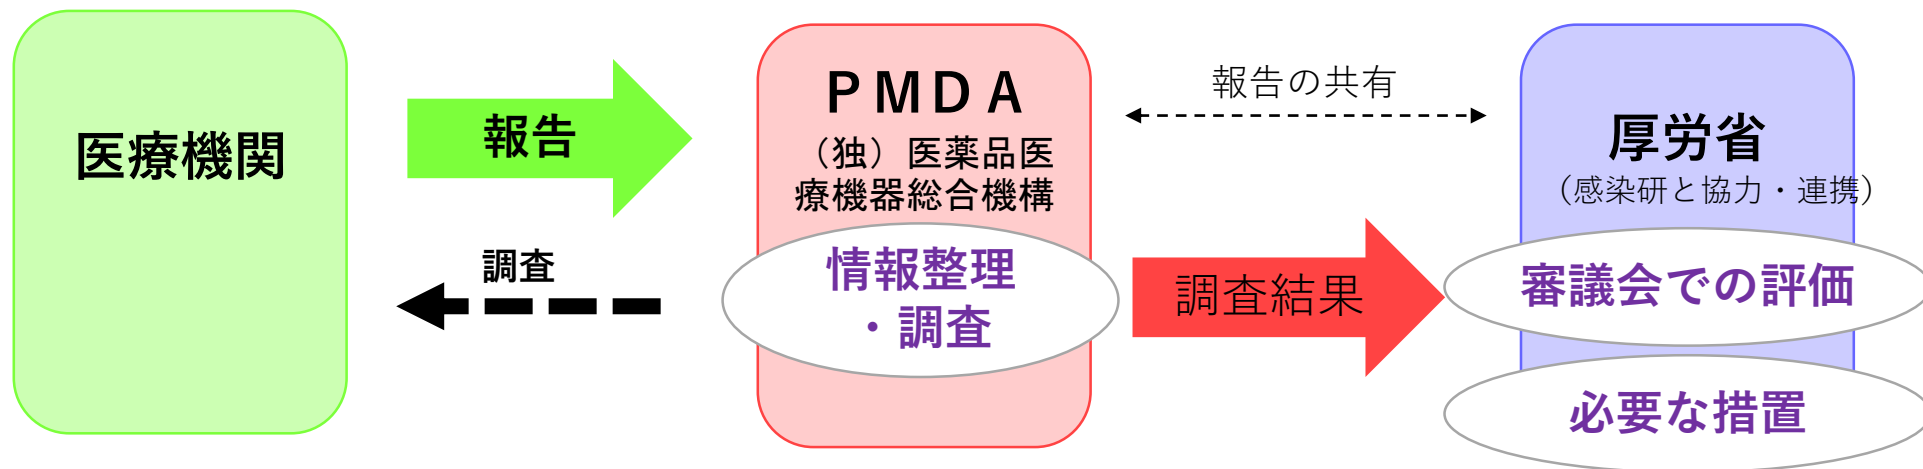 医療機関
報告
調査
ＰＭＤＡ
（独）医薬品医
療機器総合機構
情報整理
・調査
報告の共有
調査結果
厚労省
（感染研と協力・連携）
審議会での評価
必要な措置